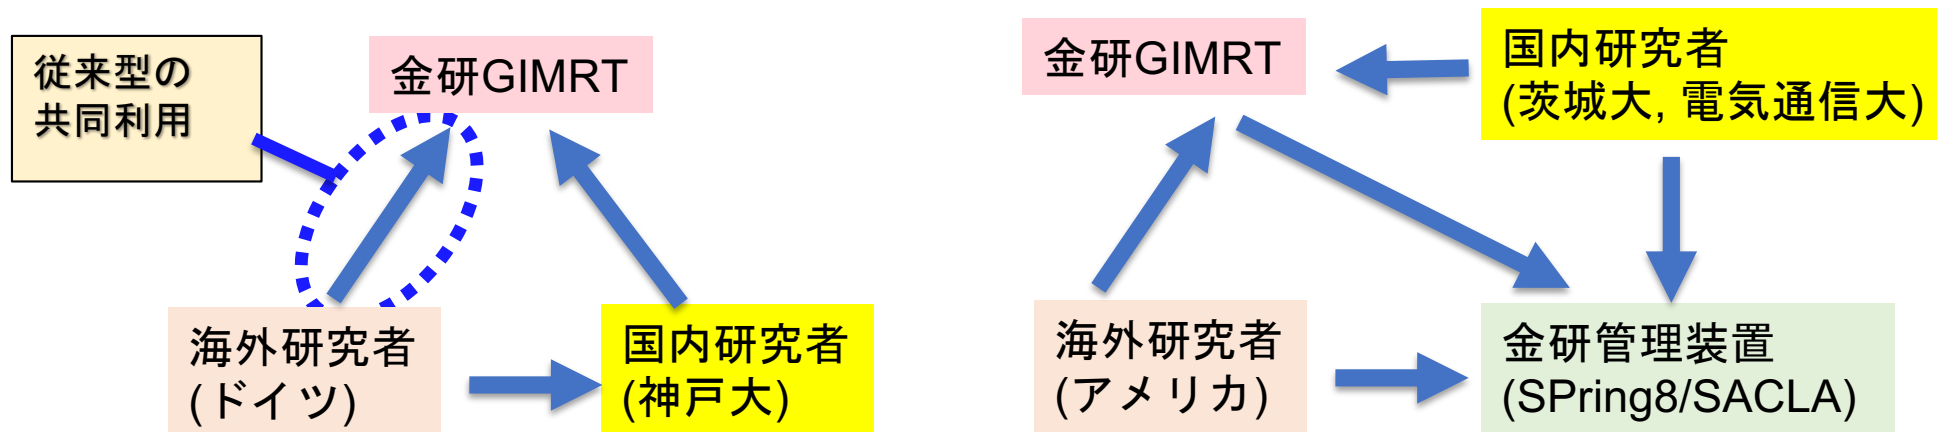 従来型の
共同利用
金研GIMRT
海外研究者
(ドイツ)
国内研究者
(神戸大)
金研GIMRT
国内研究者
(茨城大, 電気通信大)
海外研究者
(アメリカ)
金研管理装置
(SPring8/SACLA)